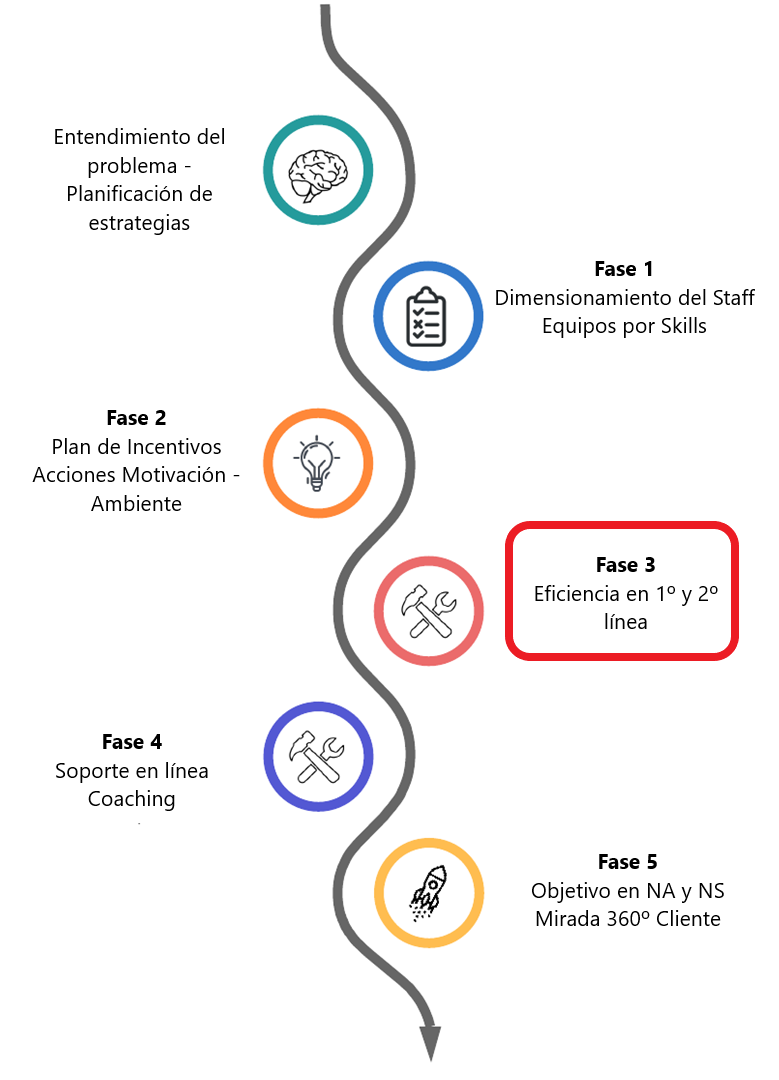 Entendimiento del
problema -
Planificación de
estrategias
Fase 1
Dimensionamiento del Staff
Equipos por Skills
Fase 2
Plan de Incentivos
Acciones Motivación -
Ambiente
Fase 3
Eficiencia en 1º y 2º
línea
Fase 4
Soporte en línea
Coaching
Fase 5
Objetivo en NA y NS
Mirada 360º Cliente